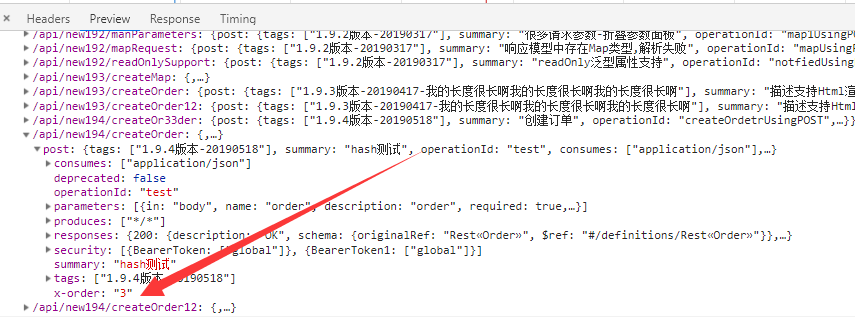 × Headers Preview Response Timing
/api/new192/manParameters: {post: {tags: ["1.9.2版本-20190317"], summary: "很多请求参数-折叠参数面板", operationId: "map1UsingPO
/api/new192/mapRequest: {post: {tags: ["1.9.2版本-20190317"], summary: "响应模型中存在Map类型,解析失败", operationId: "mapUsingP
/api/new192/readOnlySupport: {post: {tags: ["1.9.2版本-20190317"], summary: "readOnly泛型属性支持", operationId: "notfiedUsing
/api/new193/createMap: {,…}
/api/new193/createOrder: {post: {tags: ["1.9.3版本-20190417-我的长度很长啊我的长度很长啊我的长度很长啊"], summary: "描述支持Html渲
/api/new193/createOrder12: {post: {tags: ["1.9.3版本-20190417-我的长度很长啊我的长度很长啊我的长度很长啊"], summary: "描述支持Html
/api/new194/createOr33der: {post: {tags: ["1.9.4版本-20190518"], summary: "创建订单", operationId: "createOrdetrUsingPOST",…}
/api/new194/createOrder: {,…}
post: {tags: ["1.9.4版本-20190518"], summary: "hash测试", operationId: "test", consumes: ["application/json"],…}
consumes: ["application/json"]
deprecated: false
operationId: "test"
parameters: [{in: "body", name: "order", description: "order", required: true,…}]
produces: ["*/*"]
responses: {200: {description: "OK", schema: {originalRef: "Rest«Order»", $ref: "#/definitions/Rest«Order»"}},…}
security: [{BearerToken: ["global"]}, {BearerToken1: ["global"]}]
summary: "hash测试"
tags: ["1.9.4版本-20190518"]
x-order: "3"
/api/new194/createOrder12: {,…}